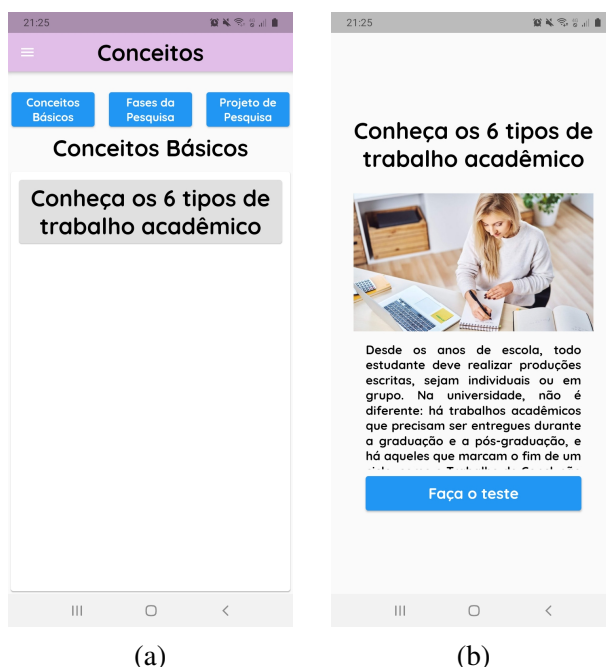 21:25
Conceitos
Conceitos
Básicos
Fases da
Pesquisa
Projeto de
Pesquisa
Conceitos Básicos
Conheça os 6 tipos de
trabalho acadêmico
(a)
21:25
Conheça os 6 tipos de
trabalho acadêmico
Desde os anos de escola, todo
estudante deve realizar produções
escritas, sejam individuais ou em
grupo. Na universidade, não é
diferente: há trabalhos acadêmicos
que precisam ser entregues durante
a graduação e a pós-graduação, e
há aqueles que marcam o fim de um
Faça o teste
(b)